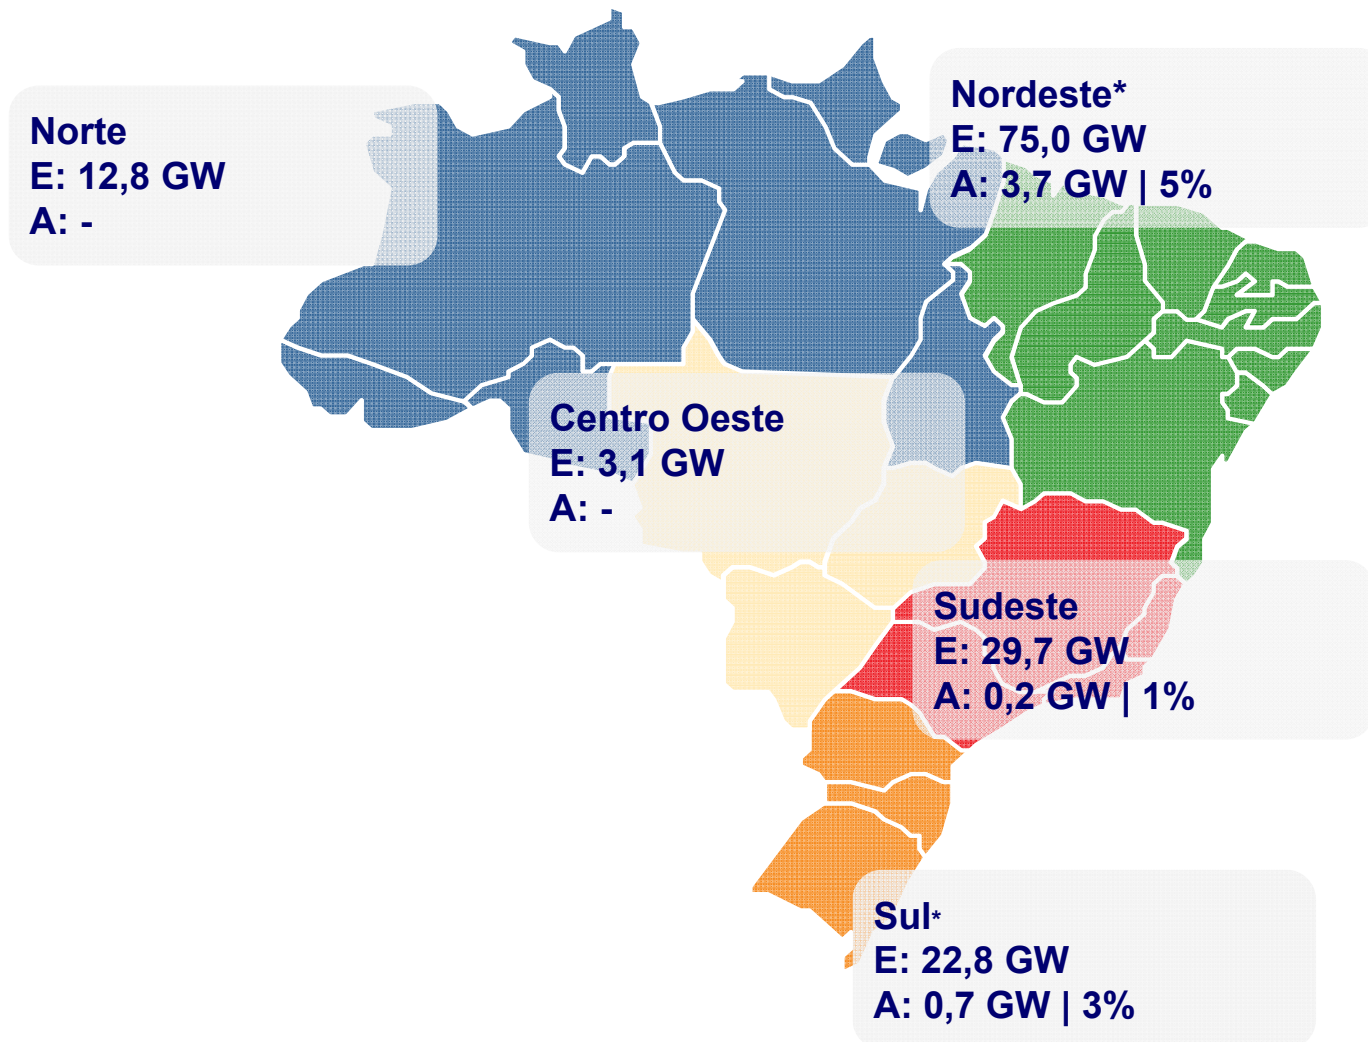 Norte
E: 12,8 GW
A: -
Nordeste*
E: 75,0 GW
A: 3,7 GW | 5%
Centro Oeste
E: 3,1 GW
A: -
Sudeste
E: 29,7 GW
A: 0,2 GW | 1%
Sul*
E: 22,8 GW
A: 0,7 GW | 3%